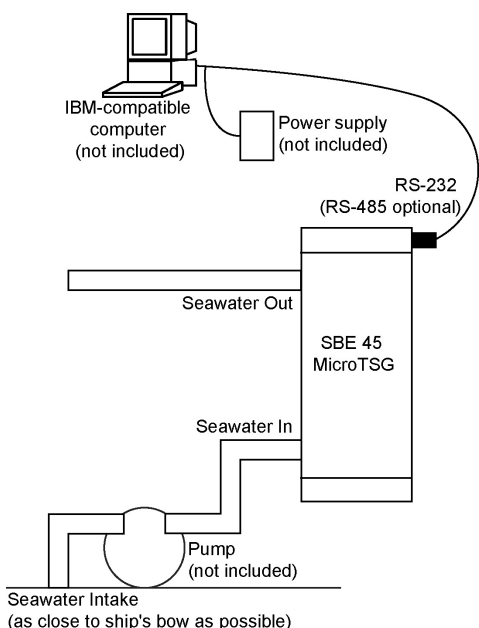 IBM-compatible
computer
(not included)
Power supply
(not included)
RS-232
(RS-485 optional)
Seawater Out
SBE 45
MicroTSG
Seawater In
Pump
(not included)
Seawater Intake
(as close to ship's bow as possible)